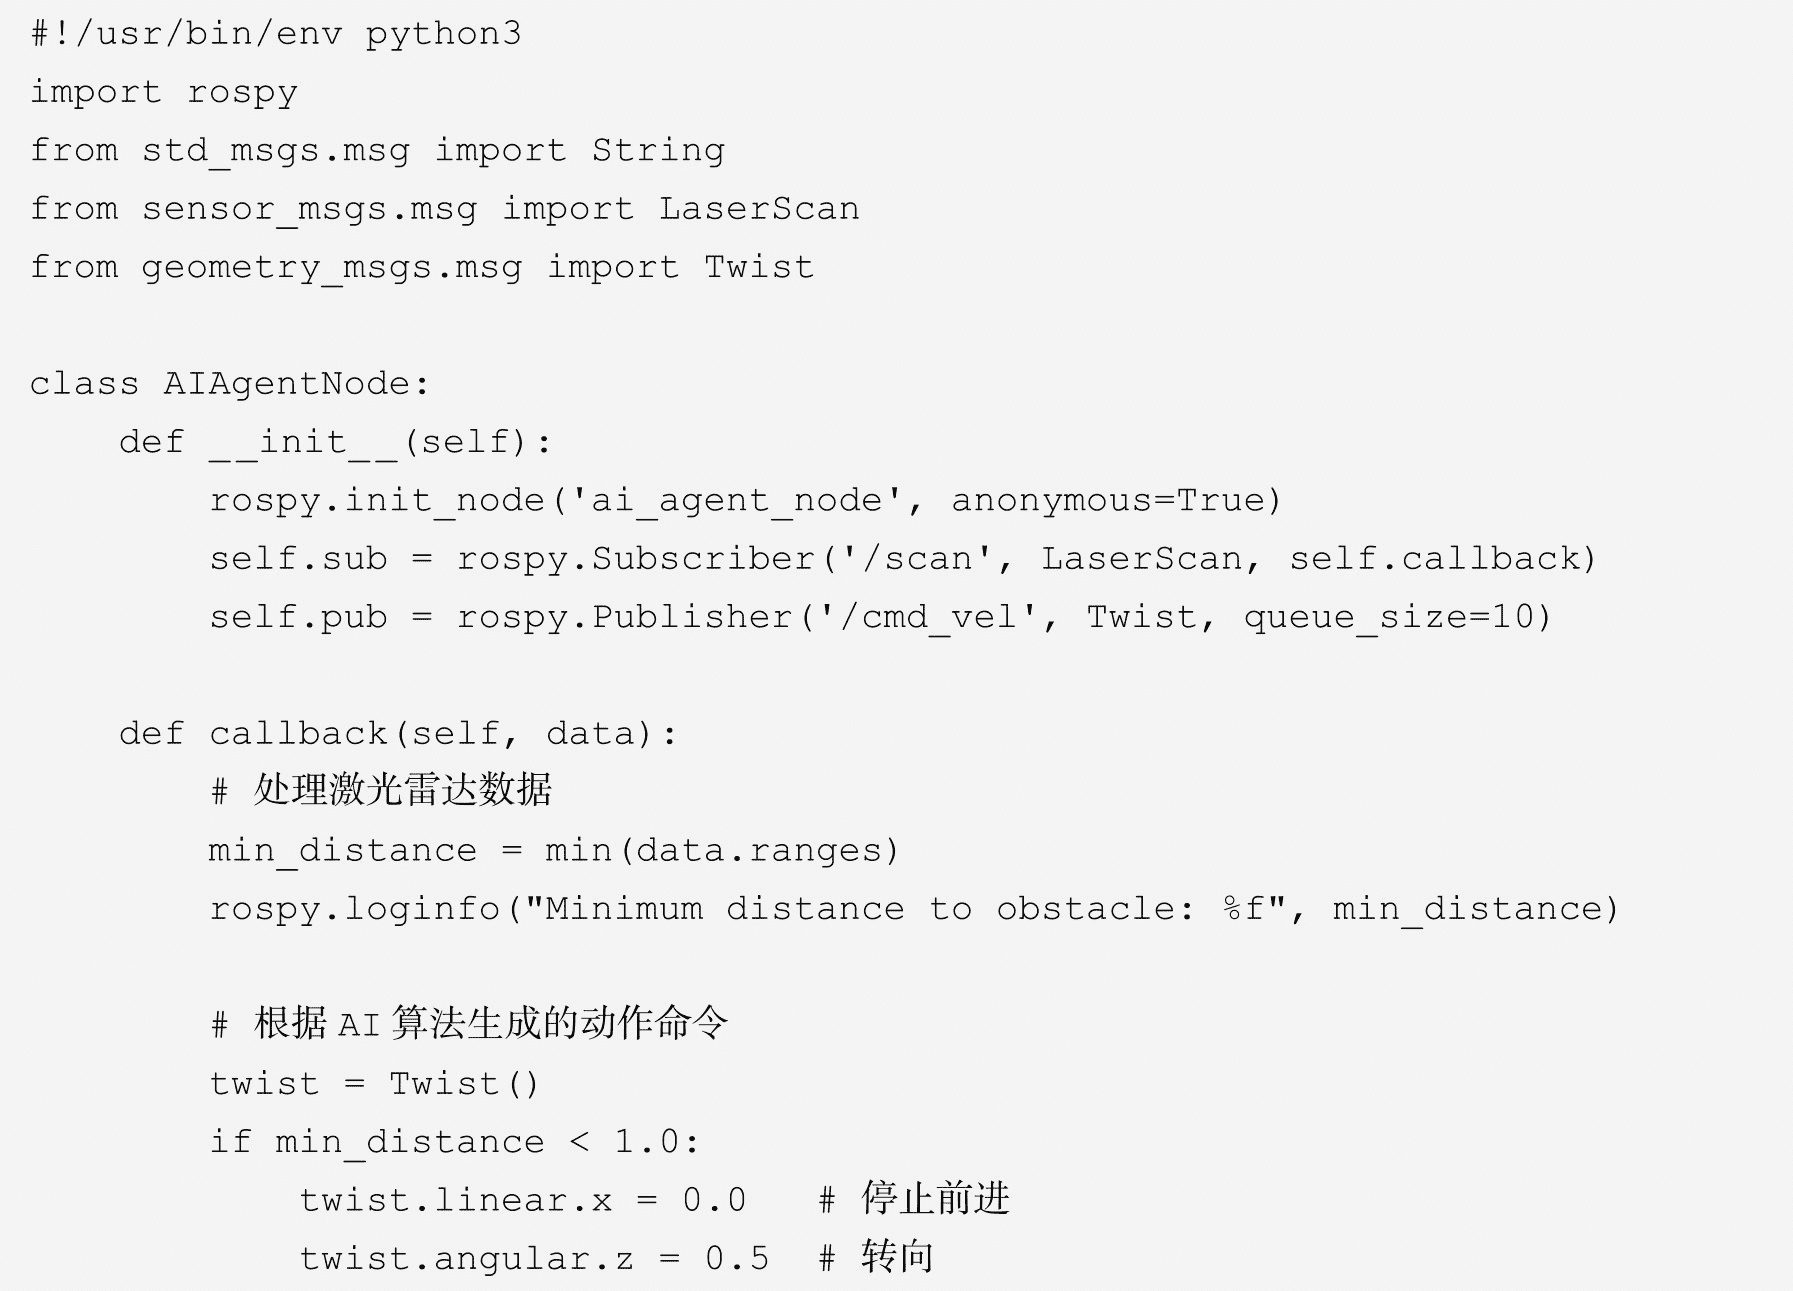 #!/usr/bin/env python3
import rospy
from std_msgs.msg import String
from sensor_msgs.msg import LaserScan
from geometry_msgs.msg import Twist

class AIAgentNode:
    def __init__(self):
        rospy.init_node('ai_agent_node', anonymous=True)
        self.sub = rospy.Subscriber('/scan', LaserScan, self.callback)
        self.pub = rospy.Publisher('/cmd_vel', Twist, queue_size=10)

    def callback(self, data):
        # 处理激光雷达数据
        min_distance = min(data.ranges)
        rospy.loginfo("Minimum distance to obstacle: %f", min_distance)

        # 根据 AI 算法生成的动作命令
        twist = Twist()
        if min_distance < 1.0:
            twist.linear.x = 0.0   # 停止前进
            twist.angular.z = 0.5  # 转向